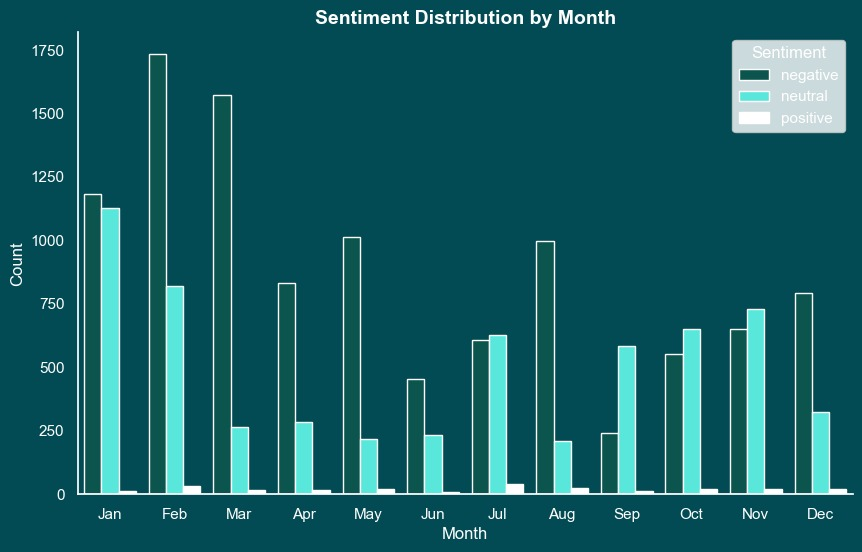 Sentiment Distribution by Month
Sentiment
negative
neutral
positive
Count
1750
1500
1250
1000
750
500
250
0
Jan Feb Mar Apr May Jun Jul Aug Sep Oct Nov Dec
Month